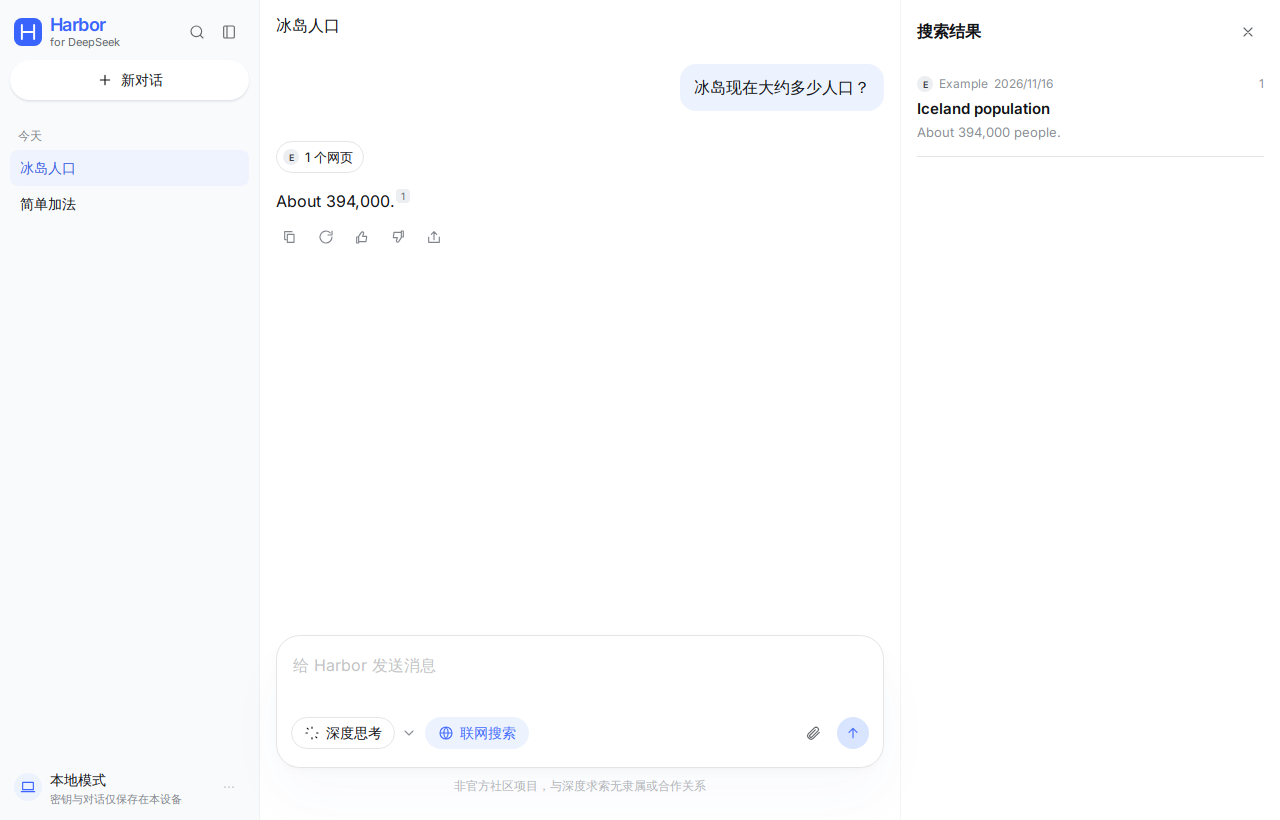 Harbor
for DeepSeek
新对话
今天
冰岛人口
简单加法
本地模式
密钥与对话仅保存在本设备
冰岛人口
冰岛现在大约多少人口？
E 1 个网页
About 394,000. 1
给 Harbor 发送消息
深度思考
联网搜索
非官方社区项目，与深度求索无隶属或合作关系
搜索结果
E Example 2026/11/16 1
Iceland population
About 394,000 people.